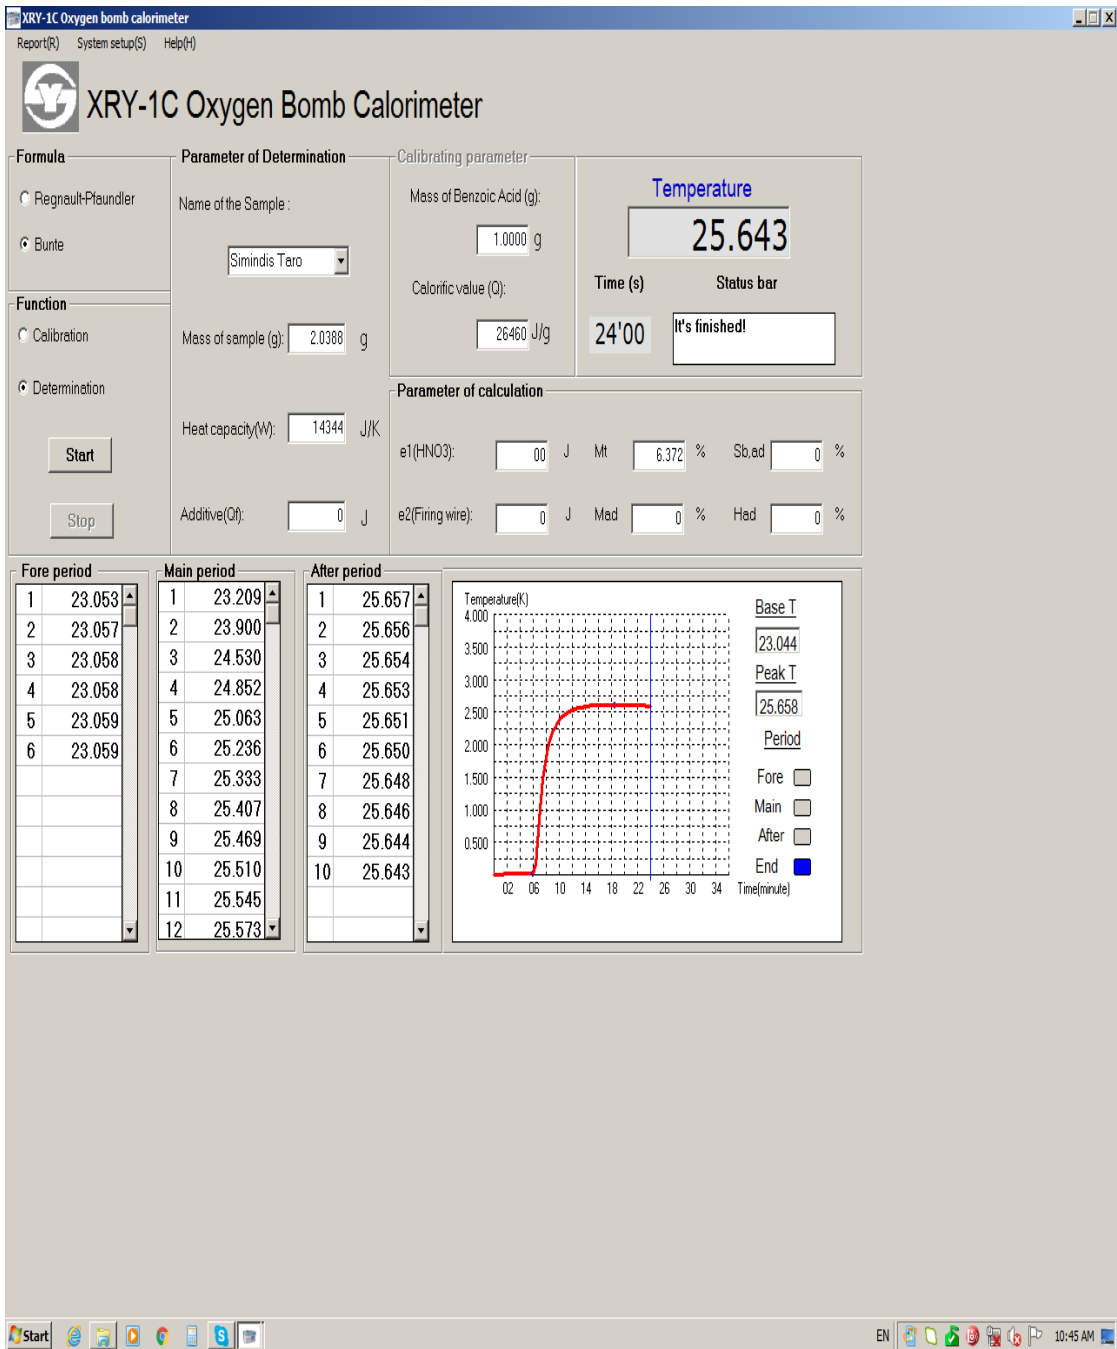 XRY-1C Oxygen bomb calorimeter
Report(R) System setup(S) Help(H)
XRY-1C Oxygen Bomb Calorimeter
Formula
Regnault-Pfaundler
Bunte
Function
Calibration
Determination
Start
Stop
Parameter of Determination
Name of the Sample :
Simindis Taro
Mass of sample (g): 2.0388 g
Heat capacity(W): 14344 J/K
Additive(Qf): 0 J
Calibrating parameter
Mass of Benzoic Acid (g):
1.0000 g
Calorific value (Q):
26460 J/g
Temperature
25.643
Time (s) Status bar
24'00 It's finished!
Parameter of calculation
e1(HNO3): 00 J Mt 6.372 % Sb,ad 0 %
e2(Firing wire): 0 J Mad 0 % Had 0 %
Fore period
1 23.053
2 23.057
3 23.058
4 23.058
5 23.059
6 23.059
Main period
1 23.209
2 23.900
3 24.530
4 24.852
5 25.063
6 25.236
7 25.333
8 25.407
9 25.469
10 25.510
11 25.545
12 25.573
After period
1 25.657
2 25.656
3 25.654
4 25.653
5 25.651
6 25.650
7 25.648
8 25.646
9 25.644
10 25.643
Temperature(K)
4.000
3.500
3.000
2.500
2.000
1.500
1.000
0.500
02 06 10 14 18 22 26 30 34 Time(minute)
Base T
23.044
Peak T
25.658
Period
Fore
Main
After
End
Start
EN 10:45 AM